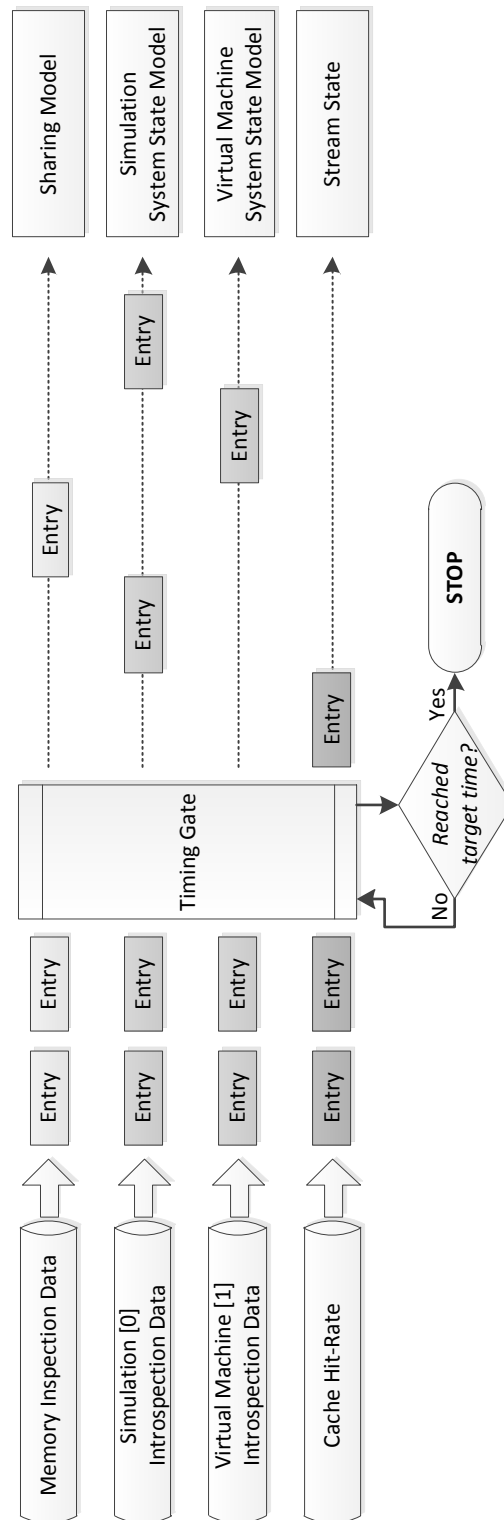 Memory Inspection Data
Entry
Entry
Entry
Sharing Model
Simulation [0]
Introspection Data
Entry
Entry
Entry
Entry
Simulation
System State Model
Virtual Machine [1]
Introspection Data
Entry
Entry
Entry
Virtual Machine
System State Model
Cache Hit-Rate
Entry
Entry
Entry
Stream State
Timing Gate
No
Reached
target time?
Yes
STOP